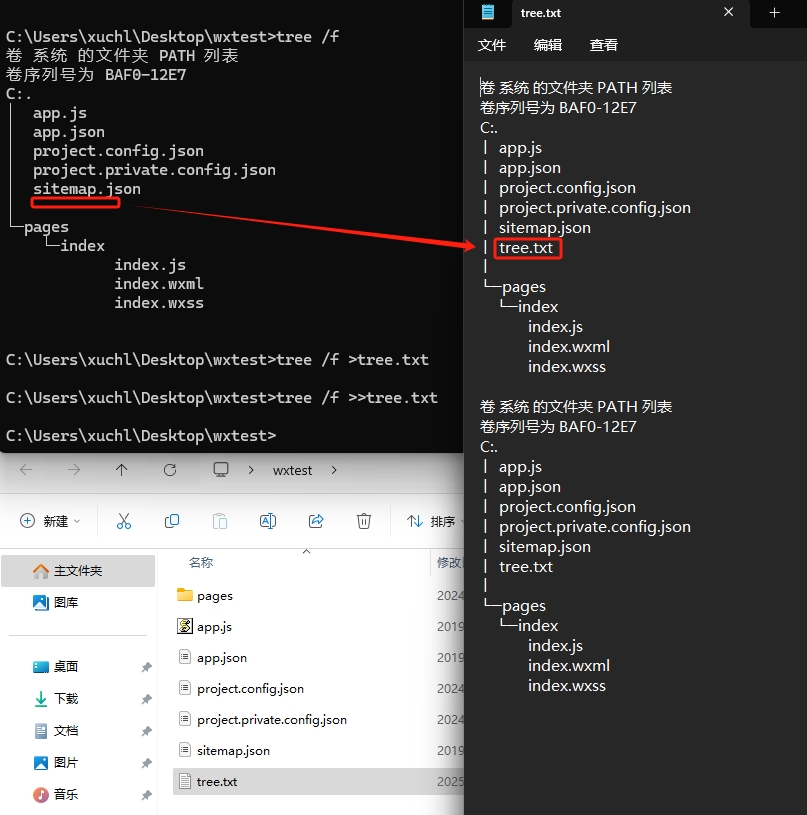 C:\Users\xuchl\Desktop\wxtest>tree /f
卷 系统 的文件夹 PATH 列表
卷序列号为 BAF0-12E7
C:.
│  app.js
│  app.json
│  project.config.json
│  project.private.config.json
│  sitemap.json
│
└─pages
    └─index
            index.js
            index.wxml
            index.wxss
C:\Users\xuchl\Desktop\wxtest>tree /f >tree.txt
C:\Users\xuchl\Desktop\wxtest>tree /f >>tree.txt
C:\Users\xuchl\Desktop\wxtest>
tree.txt
文件 编辑 查看
卷 系统 的文件夹 PATH 列表
卷序列号为 BAF0-12E7
C:.
│  app.js
│  app.json
│  project.config.json
│  project.private.config.json
│  sitemap.json
│  tree.txt
│
└─pages
    └─index
            index.js
            index.wxml
            index.wxss
卷 系统 的文件夹 PATH 列表
卷序列号为 BAF0-12E7
C:.
│  app.js
│  app.json
│  project.config.json
│  project.private.config.json
│  sitemap.json
│  tree.txt
│
└─pages
    └─index
            index.js
            index.wxml
            index.wxss
wxtest
新建 排序
主文件夹
图库
桌面
下载
文档
图片
音乐
名称 修改
pages 2024
app.js 2019
app.json 2019
project.config.json 2024
project.private.config.json 2024
sitemap.json 2019
tree.txt 2025